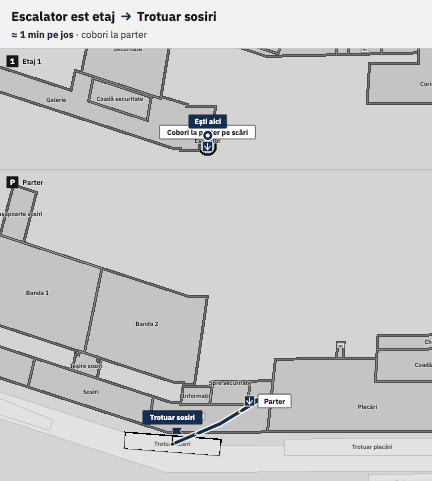 Escalator est etaj → Trotuar sosiri
≈ 1 min pe jos · cobori la parter
1 Etaj 1
Securitate
Galerie
Coadă securitate
Ești aici
Cobori la parter pe scări
P Parter
Banda 1
Banda 2
Ieșire sosiri
Sosiri
Informații
Spre securitate
Parter
Trotuar sosiri
Plecări
Trotuar plecări